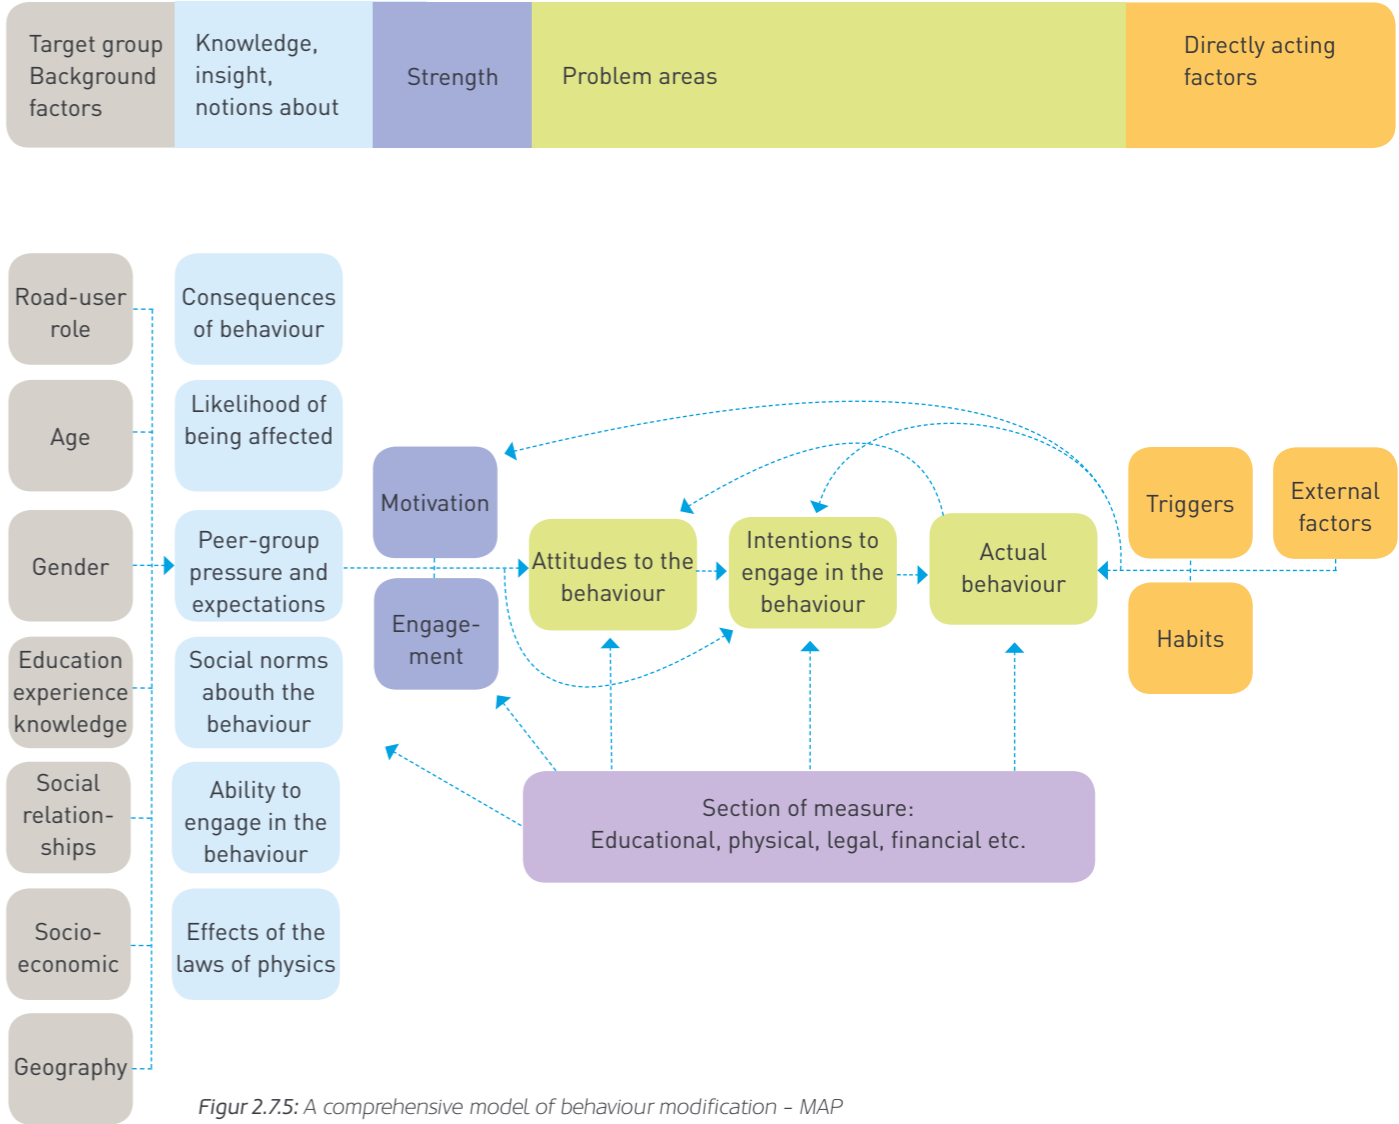 Target group
Background
factors
Knowledge,
insight,
notions about
Strength
Problem areas
Directly acting
factors
Road-user
role
Age
Gender
Education
experience
knowledge
Social
relation-
ships
Socio-
economic
Geography
Consequences
of behaviour
Likelihood of
being affected
Peer-group
pressure and
expectations
Social norms
abouth the
behaviour
Ability to
engage in the
behaviour
Effects of the
laws of physics
Motivation
Engage-
ment
Attitudes to the
behaviour
Intentions to
engage in the
behaviour
Actual
behaviour
Triggers
Habits
External
factors
Section of measure:
Educational, physical, legal, financial etc.
Figur 2.7.5: A comprehensive model of behaviour modification – MAP